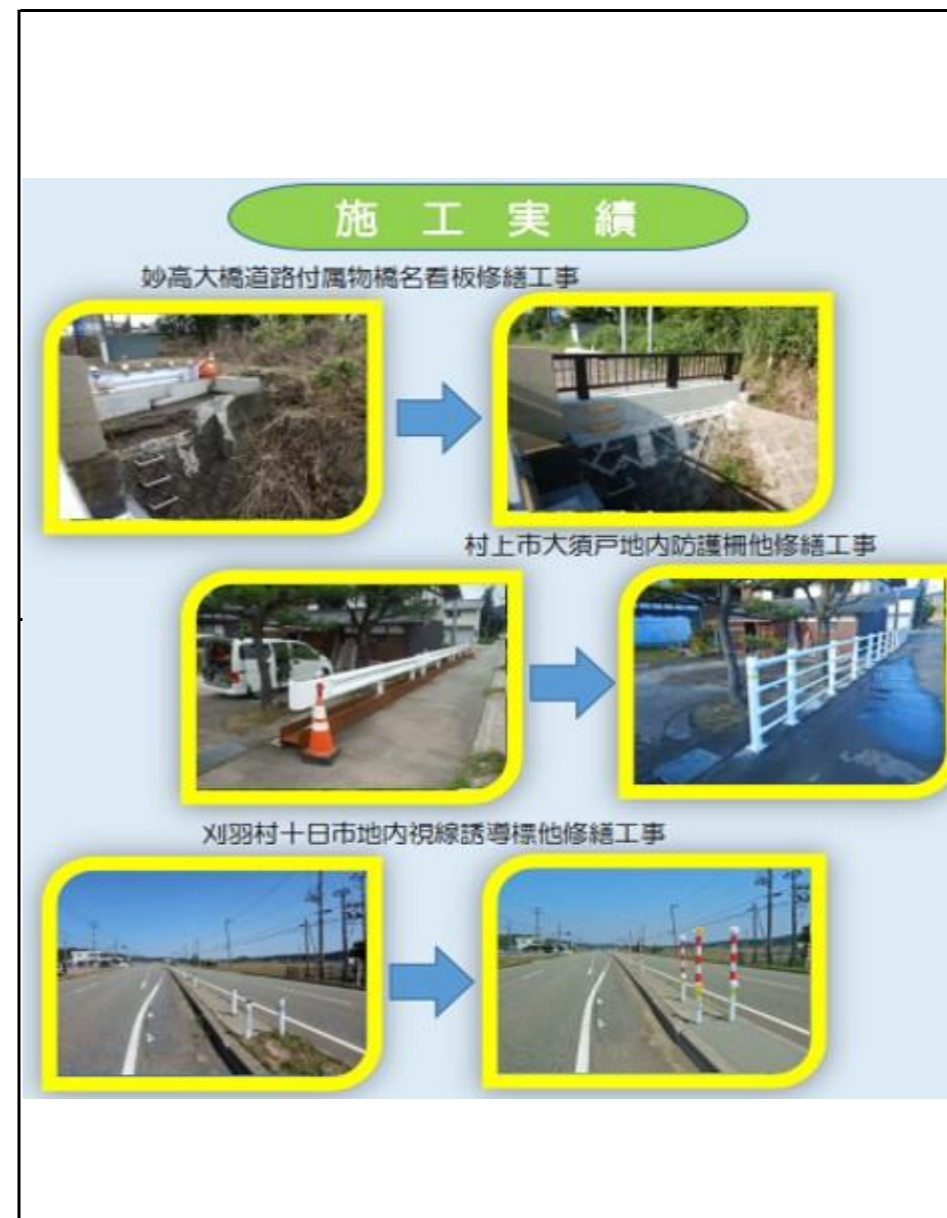 施工実績
妙高大橋道路付属物橋名看板修繕工事
村上市大須戸地内防護柵他修繕工事
刈羽村十日市地内視線誘導標他修繕工事